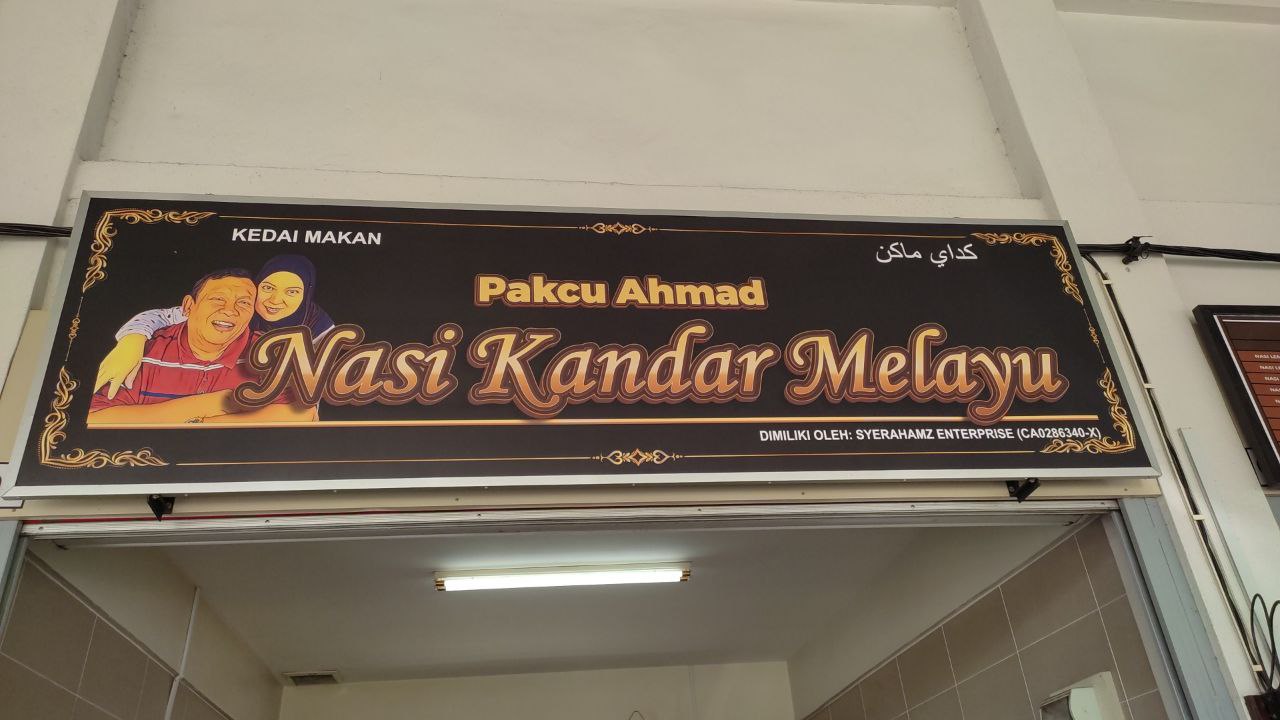 KEDAI MAKAN
كداي ماكن
Pakcu Ahmad
Nasi Kandar Melayu
DIMILIKI OLEH: SYERAHAMZ ENTERPRISE (CA0286340-X)